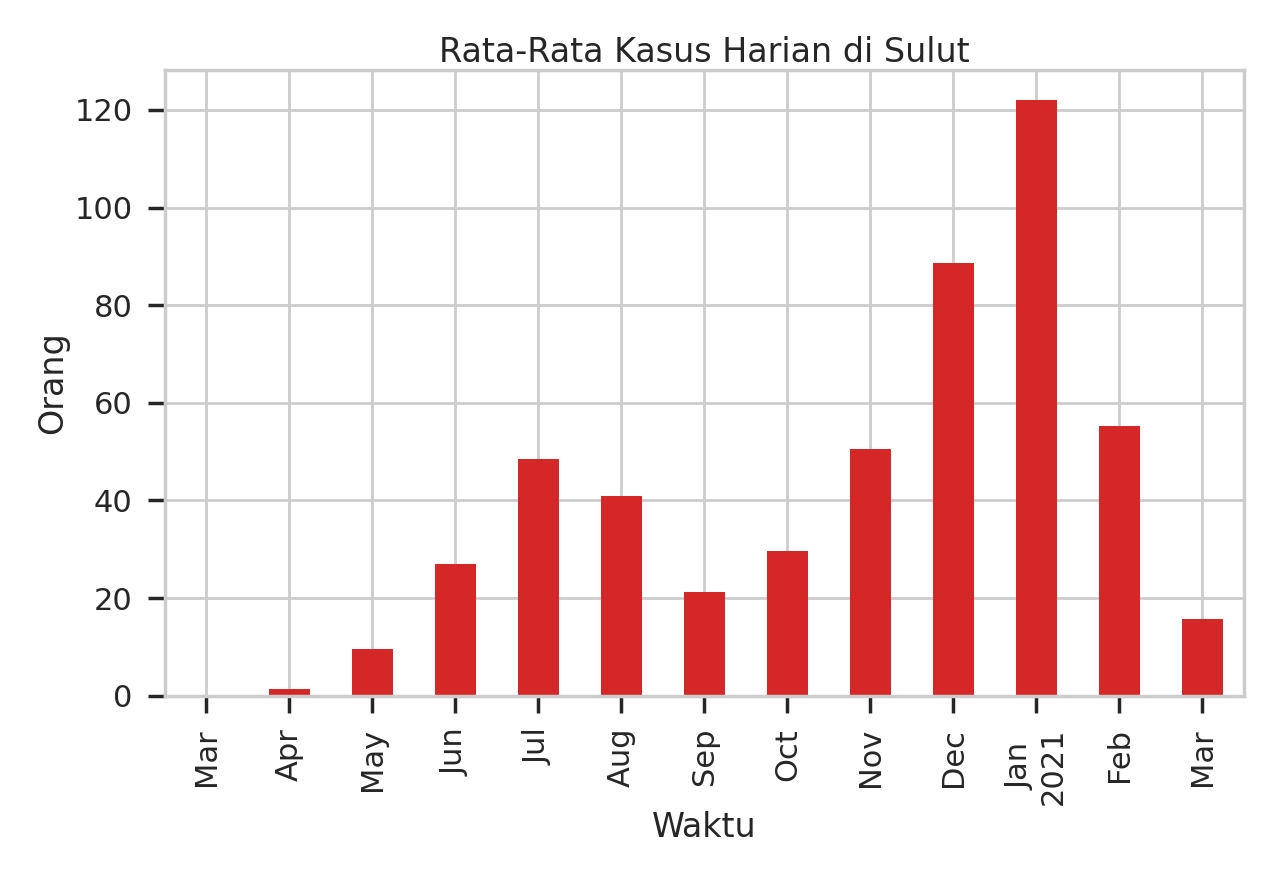 Rata-Rata Kasus Harian di Sulut
120
100
80
60
40
20
0
Orang
Mar
Apr
May
Jun
Jul
Aug
Sep
Oct
Nov
Dec
Jan
2021
Feb
Mar
Waktu